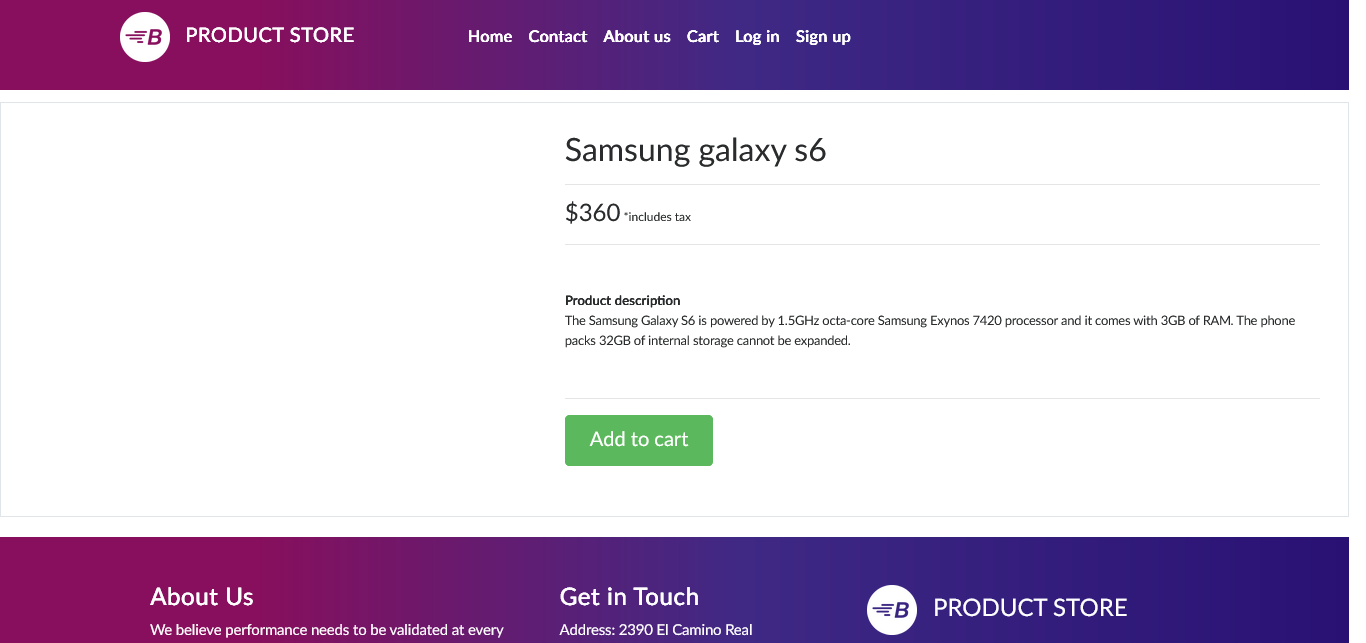 B PRODUCT STORE Home Contact About us Cart Log in Sign up
Samsung galaxy s6
$360 *includes tax
Product description
The Samsung Galaxy S6 is powered by 1.5GHz octa-core Samsung Exynos 7420 processor and it comes with 3GB of RAM. The phone
packs 32GB of internal storage cannot be expanded.
Add to cart
About Us
We believe performance needs to be validated at every
Get in Touch
Address: 2390 El Camino Real
B PRODUCT STORE